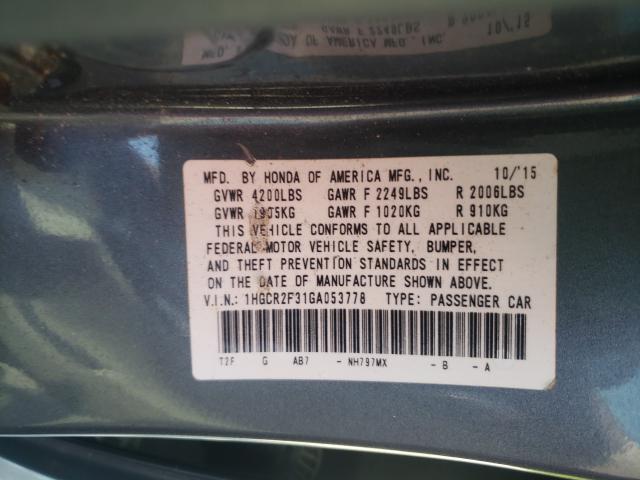 MFD. BY HONDA OF AMERICA MFG., INC. 10/'15
GVWR 4200LBS GAWR F 2249LBS R 2006LBS
GVWR 1905KG GAWR F 1020KG R 910KG
THIS VEHICLE CONFORMS TO ALL APPLICABLE
FEDERAL MOTOR VEHICLE SAFETY, BUMPER,
AND THEFT PREVENTION STANDARDS IN EFFECT
ON THE DATE OF MANUFACTURE SHOWN ABOVE.
V.I.N.: 1HGCR2F31GA053778 TYPE: PASSENGER CAR
T2F G AB7 - NH797MX - B - A